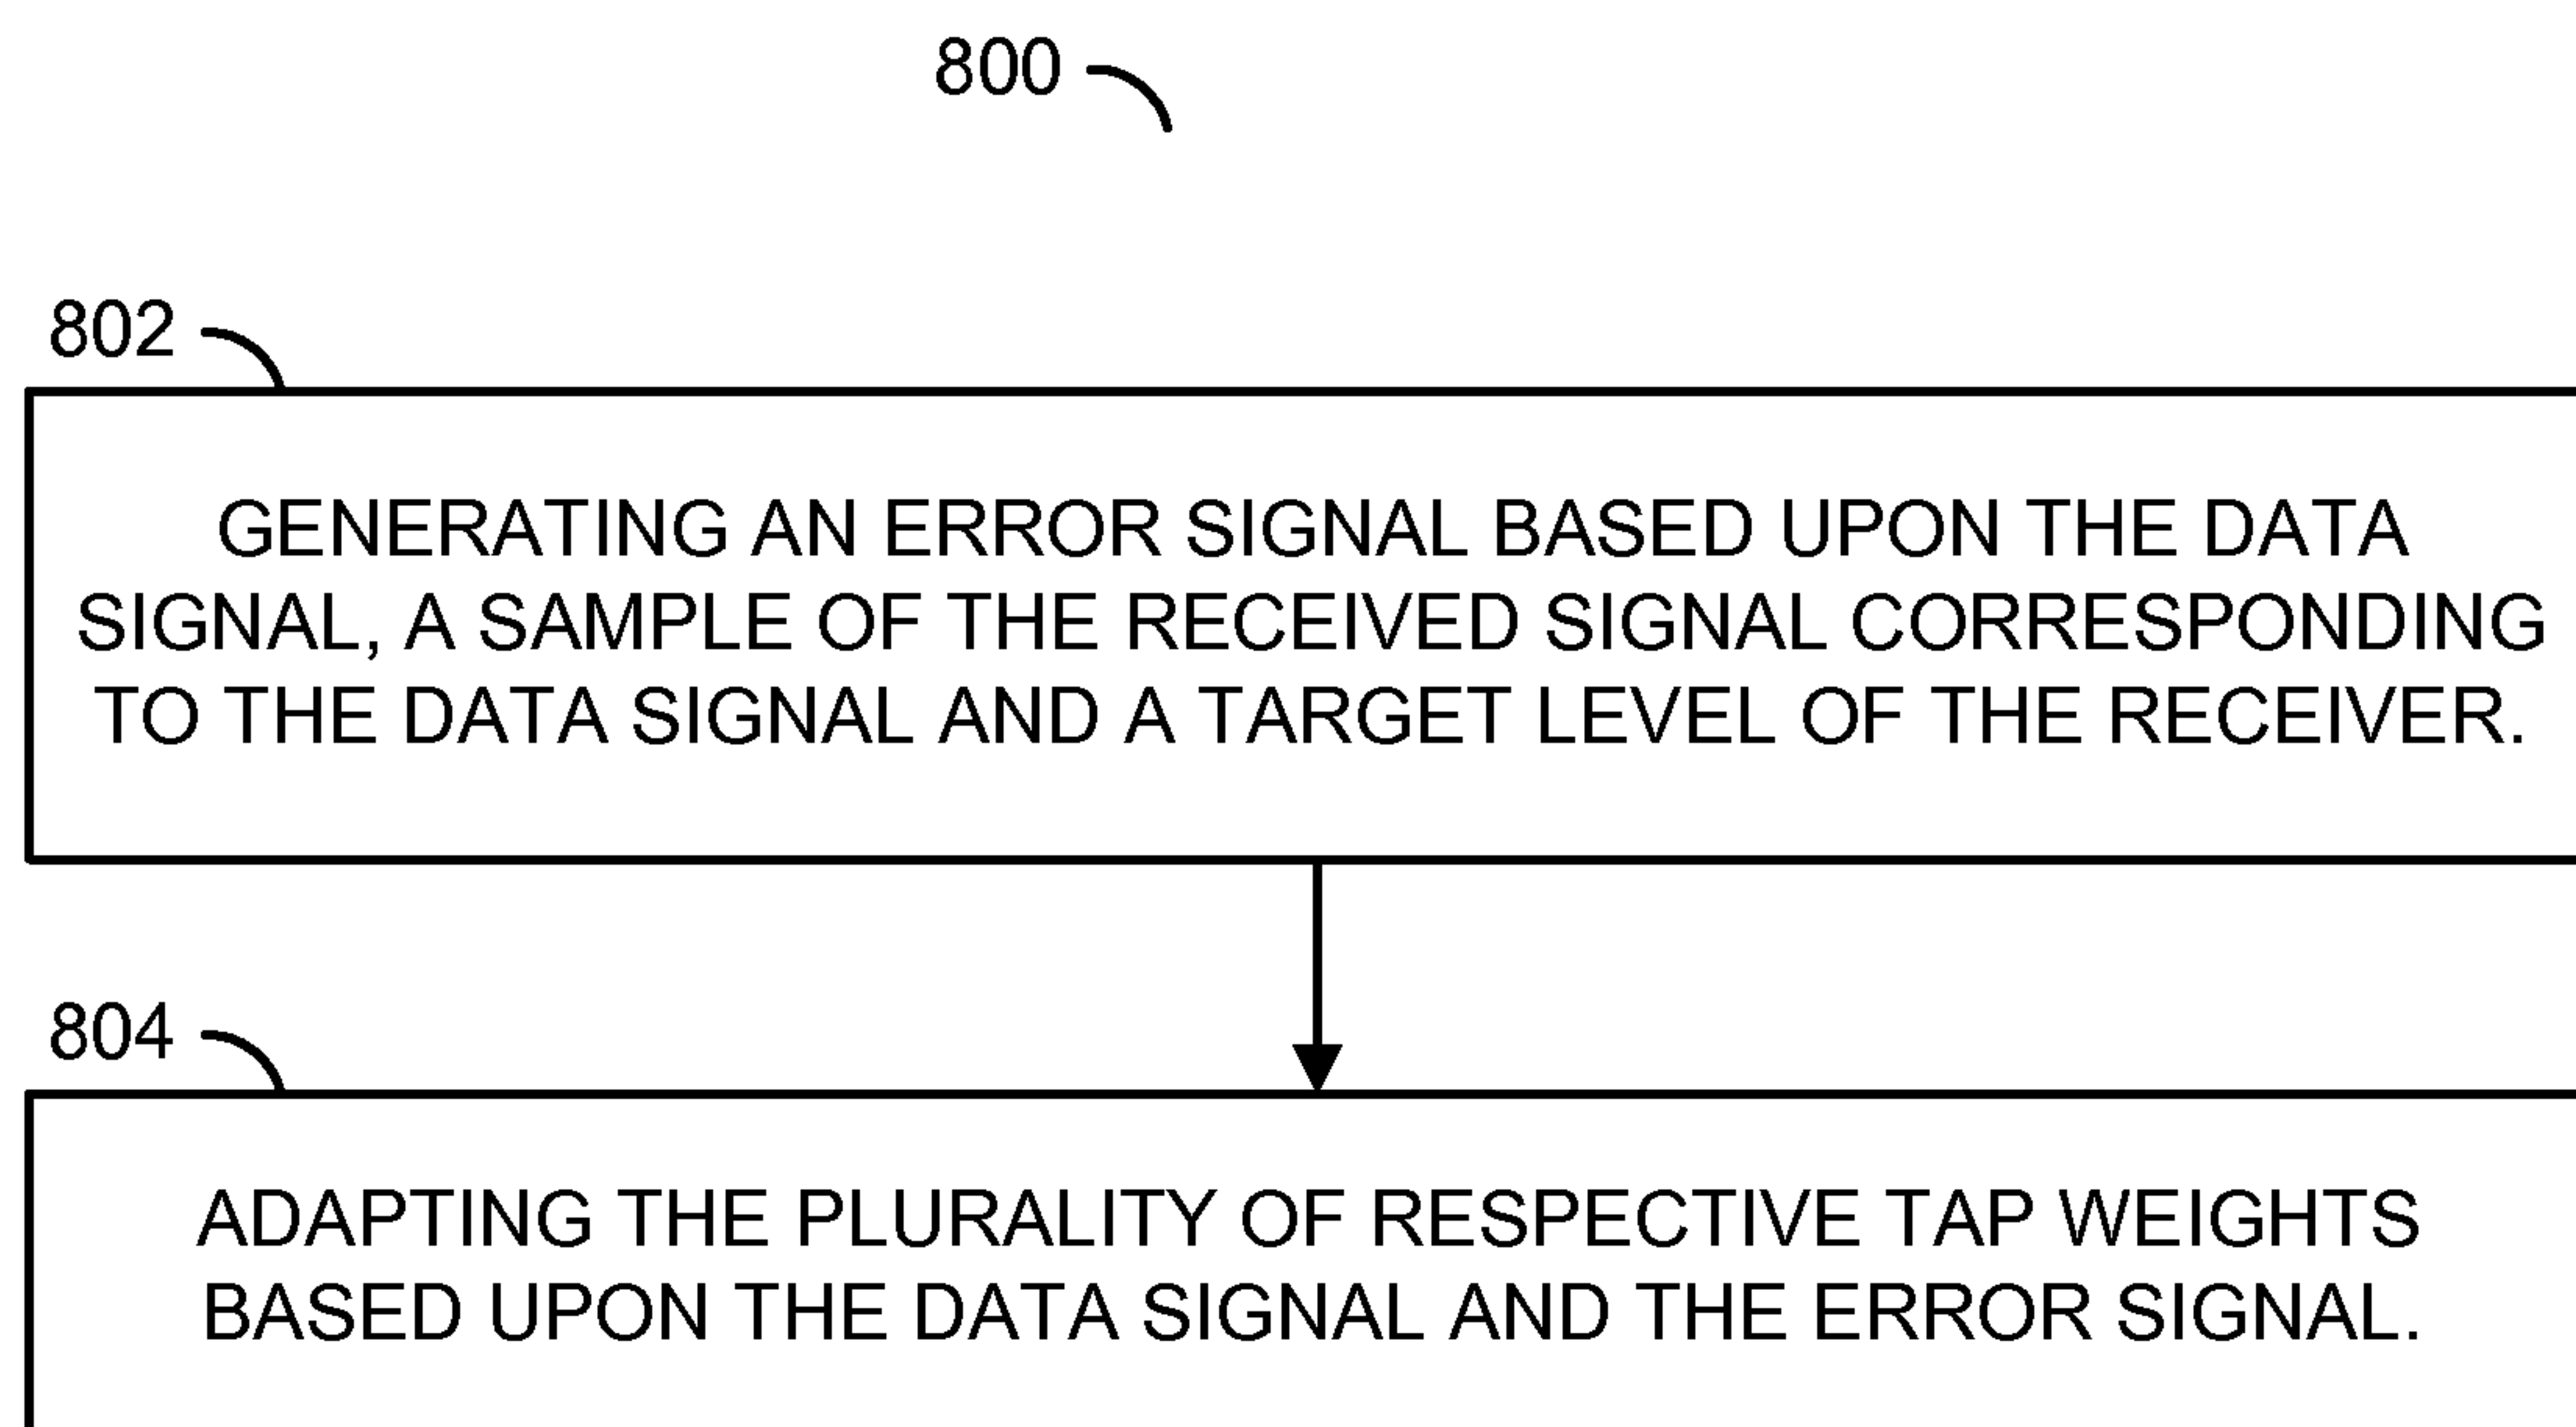 800
802
GENERATING AN ERROR SIGNAL BASED UPON THE DATA
SIGNAL, A SAMPLE OF THE RECEIVED SIGNAL CORRESPONDING
TO THE DATA SIGNAL AND A TARGET LEVEL OF THE RECEIVER.
804
ADAPTING THE PLURALITY OF RESPECTIVE TAP WEIGHTS
BASED UPON THE DATA SIGNAL AND THE ERROR SIGNAL.